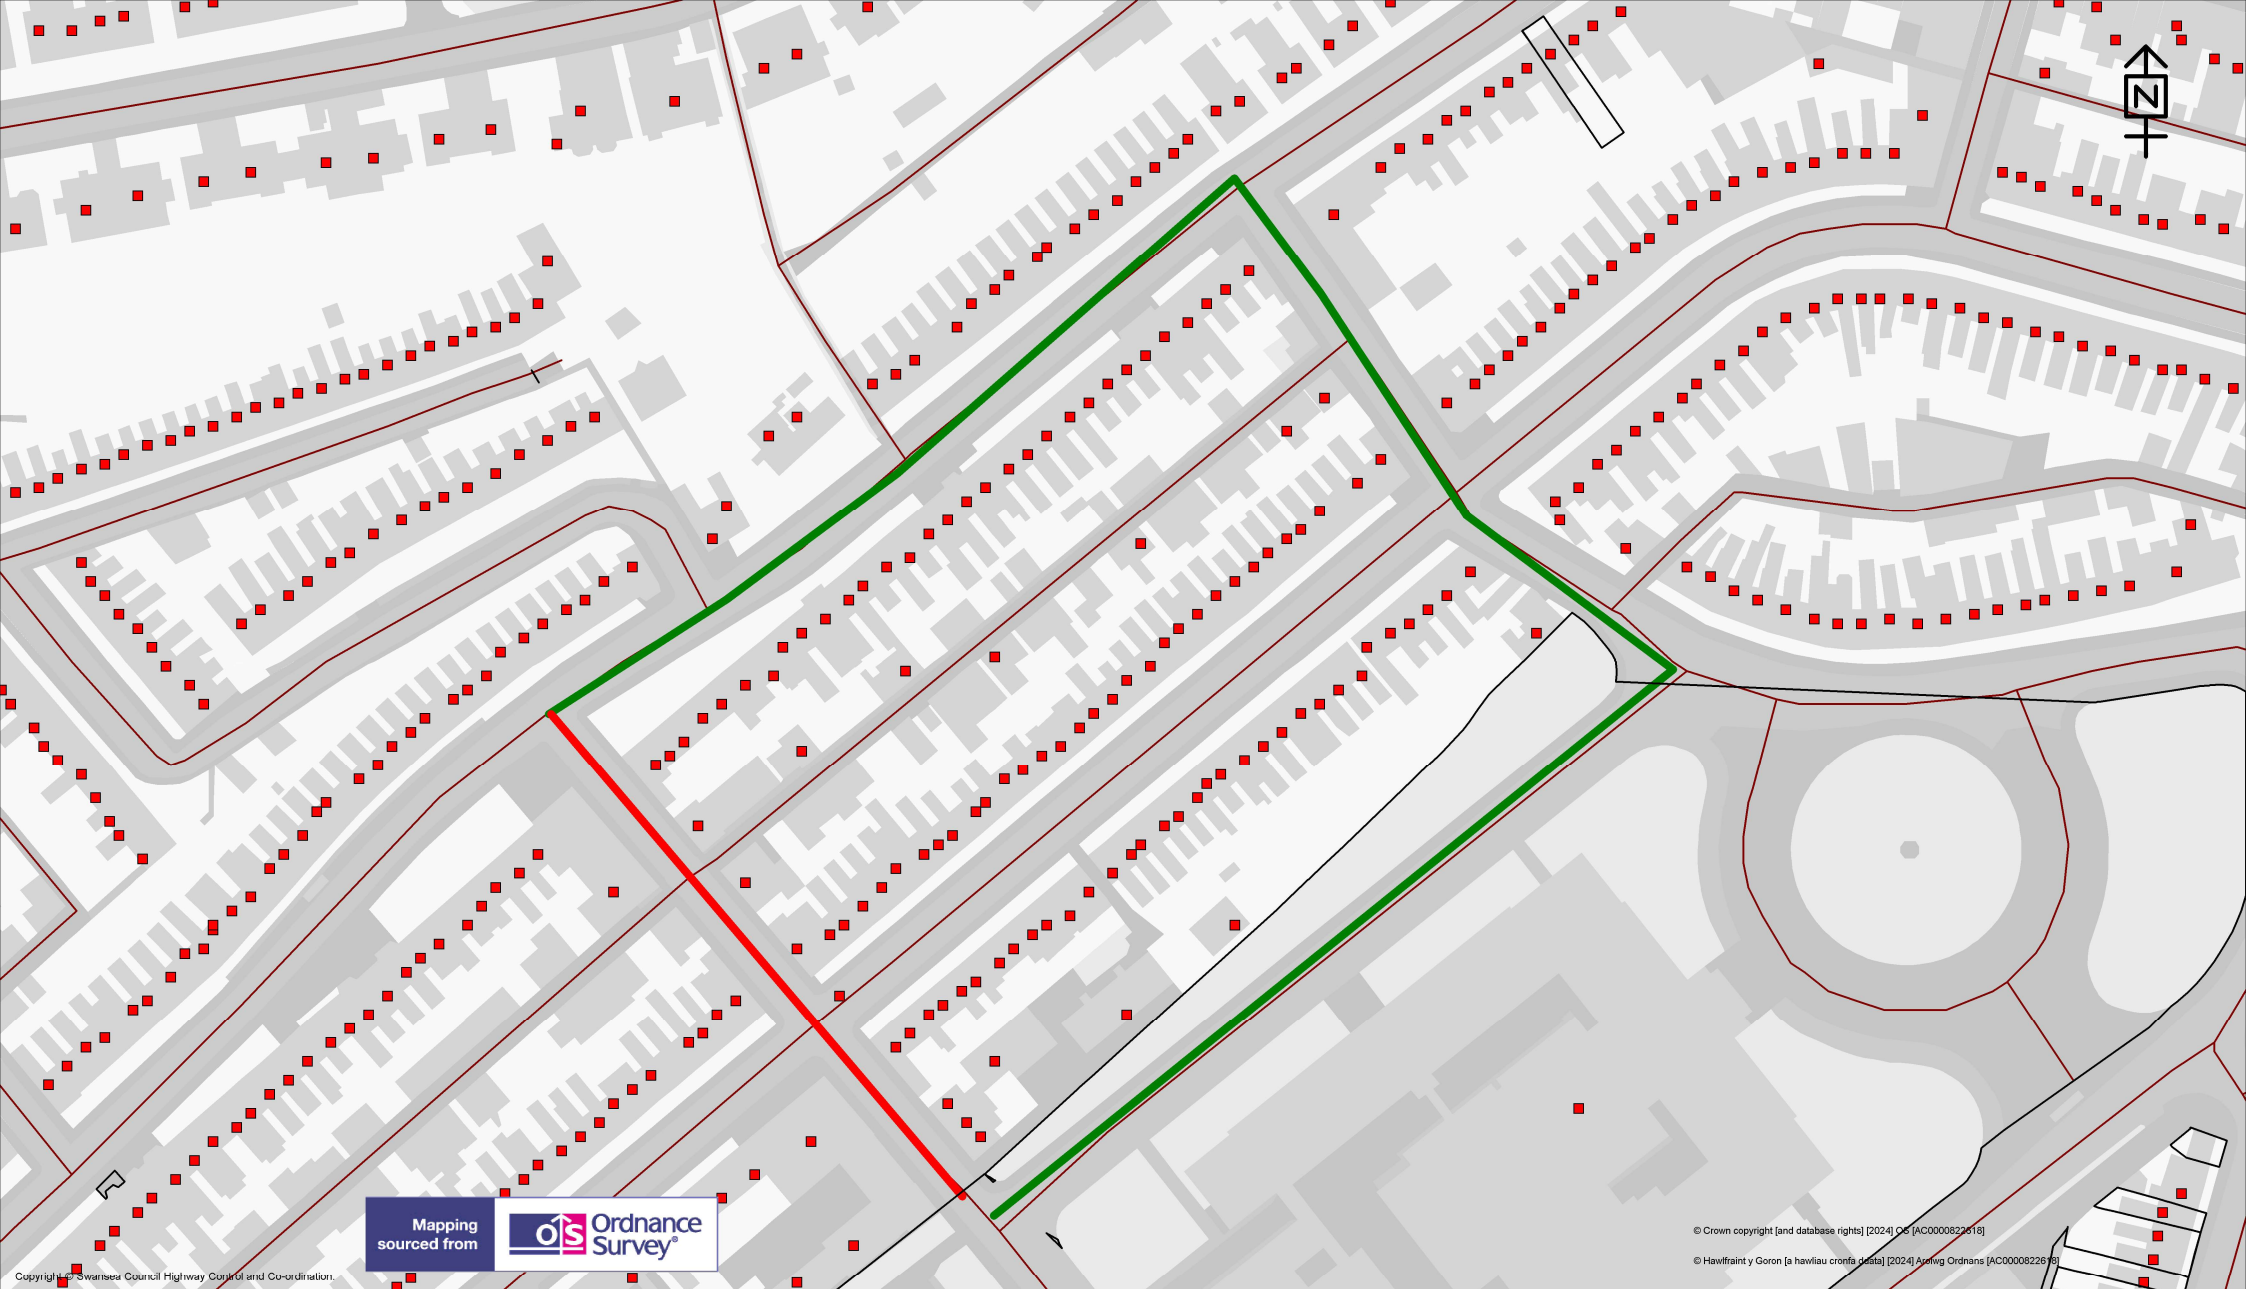 N
Mapping
sourced from
OS Ordnance
Survey®
© Crown copyright [and database rights] [2024] OS [AC0000822618]
© Hawlfraint y Goron [a hawliau cronfa ddata] [2024] Arolwg Ordnans [AC0000822618]
Copyright © Swansea Council Highway Control and Co-ordination.